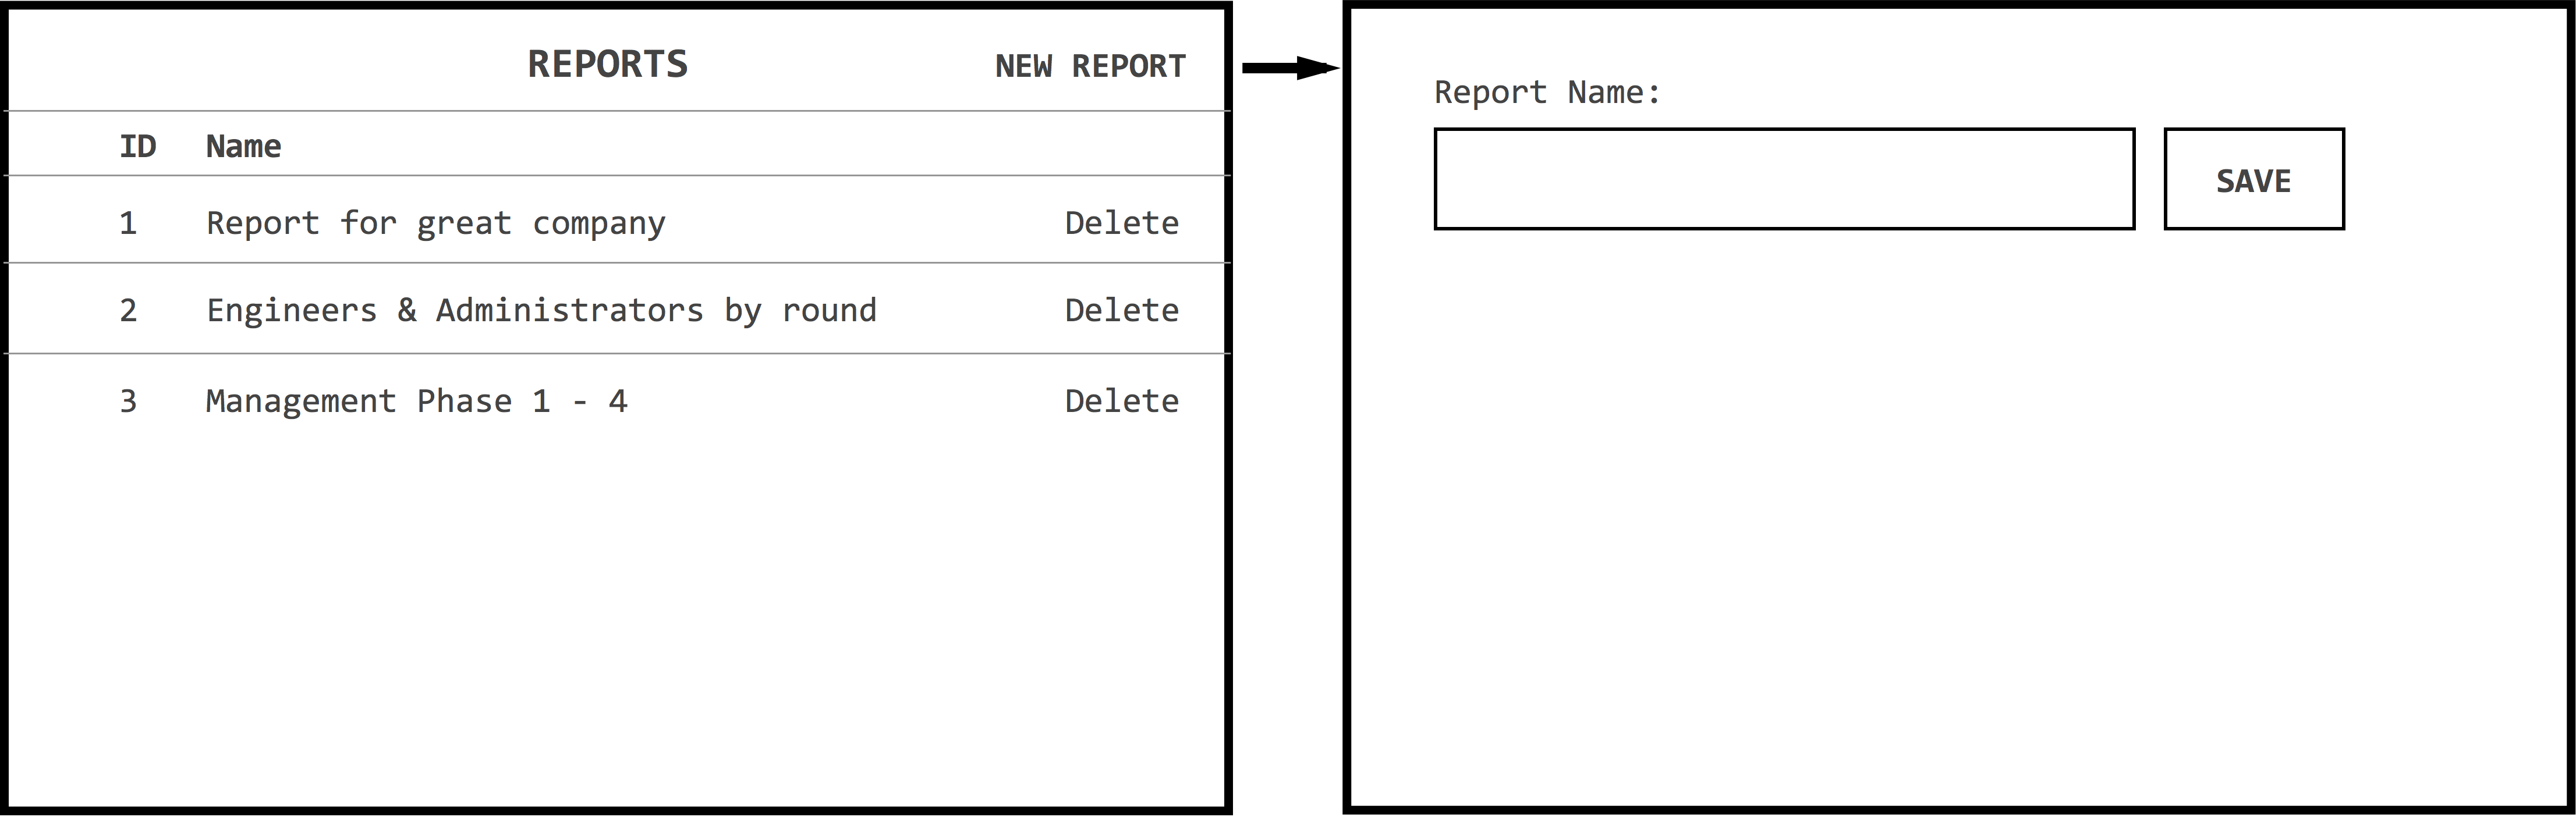 REPORTS NEW REPORT
ID Name
1 Report for great company Delete
2 Engineers & Administrators by round Delete
3 Management Phase 1 - 4 Delete
Report Name:
SAVE